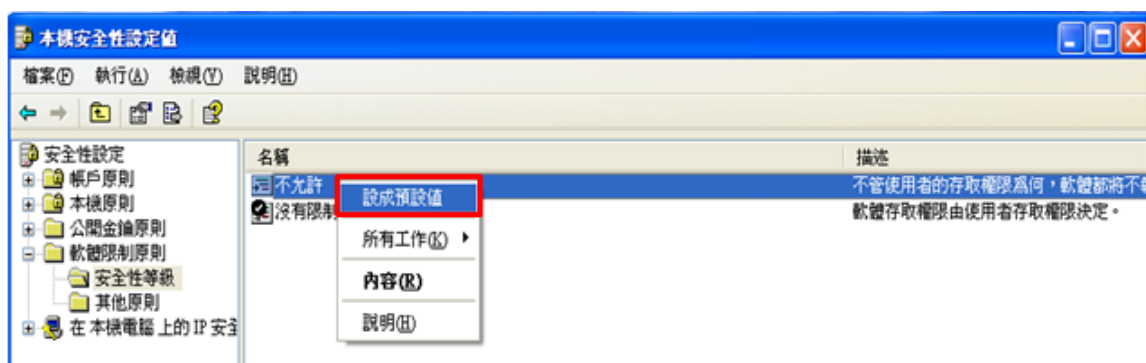 本機安全性設定值
檔案(F) 執行(A) 檢視(V) 說明(H)
安全性設定
帳戶原則
本機原則
公開金鑰原則
軟體限制原則
安全性等級
其他原則
在 本機電腦 上的 IP 安全
名稱 描述
不允許 不管使用者的存取權限為何，軟體都將不
沒有限制 軟體存取權限由使用者存取權限決定。
設成預設值
所有工作(K)
內容(R)
說明(H)